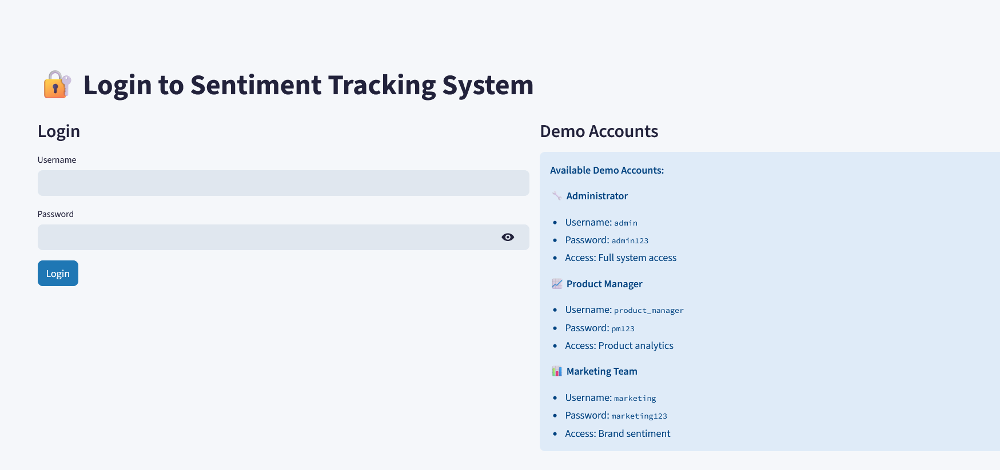 Login to Sentiment Tracking System
Login
Username
Password
Login
Demo Accounts
Available Demo Accounts:
Administrator
Username: admin
Password: admin123
Access: Full system access
Product Manager
Username: product_manager
Password: pm123
Access: Product analytics
Marketing Team
Username: marketing
Password: marketing123
Access: Brand sentiment